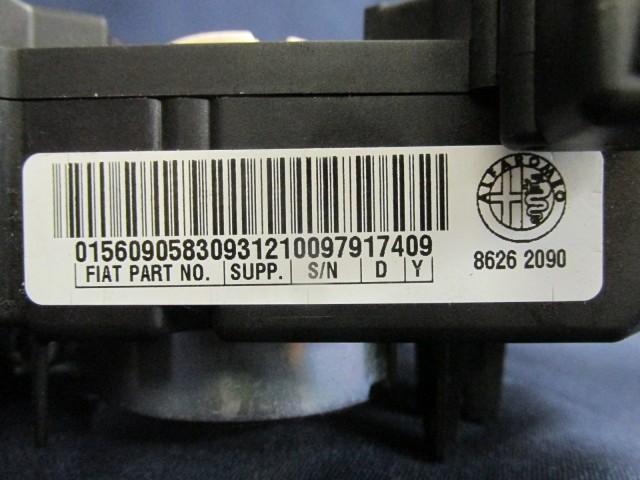 ALFA ROMEO
01560905830931210097917409
FIAT PART NO. SUPP. S/N D Y
8626 2090